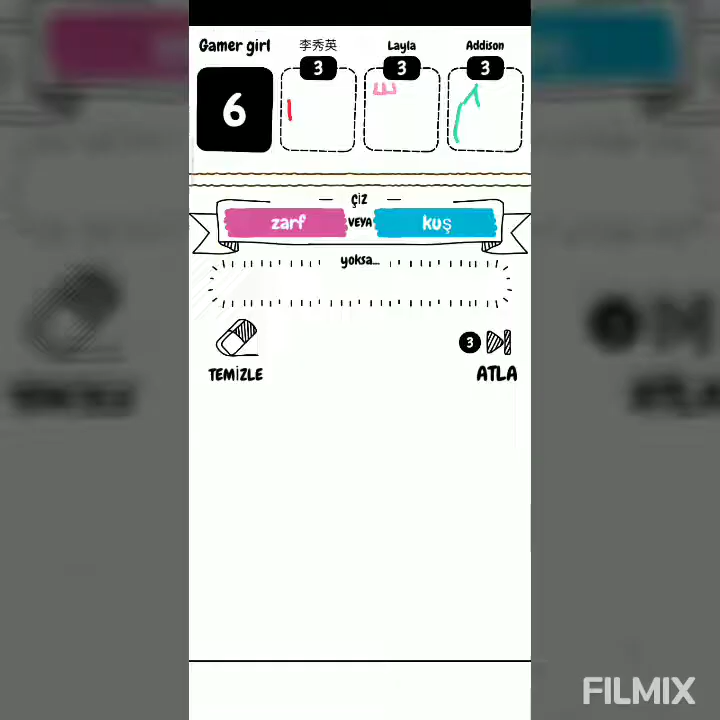 Gamer girl 李秀英 Layla Addison
6 3 3 3
ÇİZ
zarf VEYA kuş
yoksa...
3
TEMİZLE ATLA
FILMIX